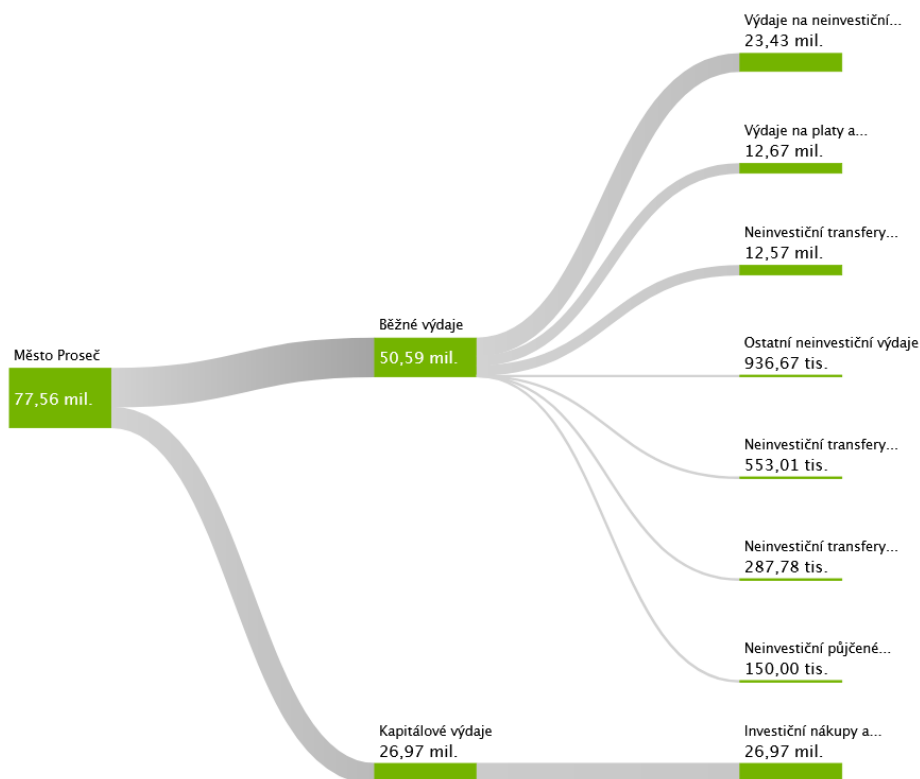 Město Proseč
77,56 mil.
Běžné výdaje
50,59 mil.
Kapitálové výdaje
26,97 mil.
Výdaje na neinvestiční...
23,43 mil.
Výdaje na platy a...
12,67 mil.
Neinvestiční transfery...
12,57 mil.
Ostatní neinvestiční výdaje
936,67 tis.
Neinvestiční transfery...
553,01 tis.
Neinvestiční transfery...
287,78 tis.
Neinvestiční půjčené...
150,00 tis.
Investiční nákupy a...
26,97 mil.